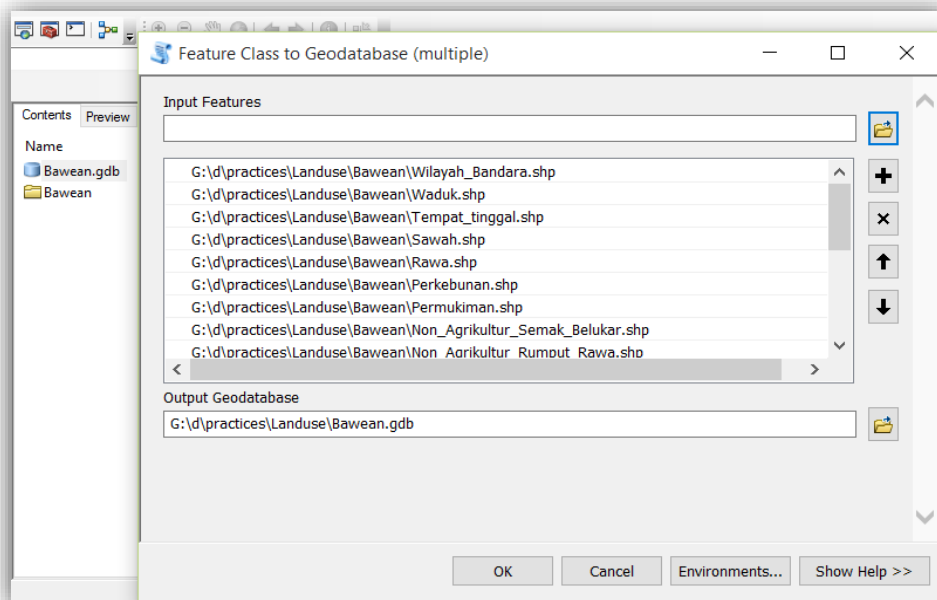 Feature Class to Geodatabase (multiple)
Contents
Preview
Name
Bawean.gdb
Bawean
Input Features
G:\d\practices\Landuse\Bawean\Wilayah_Bandara.shp
G:\d\practices\Landuse\Bawean\Waduk.shp
G:\d\practices\Landuse\Bawean\Tempat_tinggal.shp
G:\d\practices\Landuse\Bawean\Sawah.shp
G:\d\practices\Landuse\Bawean\Rawa.shp
G:\d\practices\Landuse\Bawean\Perkebunan.shp
G:\d\practices\Landuse\Bawean\Permukiman.shp
G:\d\practices\Landuse\Bawean\Non_Agrikultur_Semak_Belukar.shp
G:\d\practices\Landuse\Bawean\Non_Agrikultur_Rumput_Rawa.shp
Output Geodatabase
G:\d\practices\Landuse\Bawean.gdb
OK
Cancel
Environments...
Show Help >>